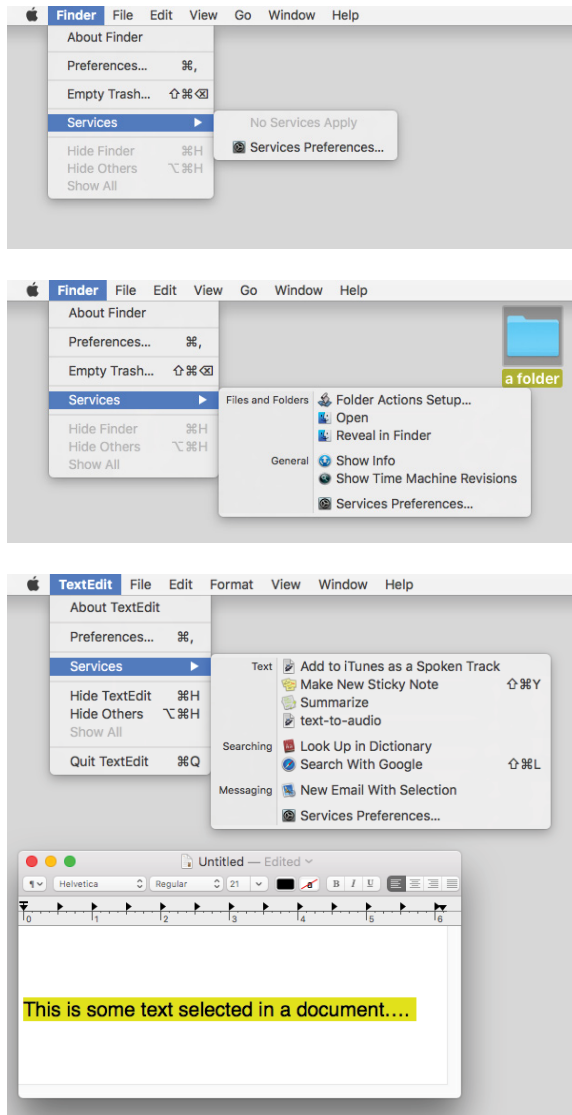 Finder File Edit View Go Window Help
About Finder
Preferences... ⌘,
Empty Trash... ⇧⌘⌫
Services ▶ No Services Apply
Services Preferences...
Hide Finder ⌘H
Hide Others ⌥⌘H
Show All
Finder File Edit View Go Window Help
About Finder
Preferences... ⌘,
Empty Trash... ⇧⌘⌫
a folder
Services ▶ Files and Folders Folder Actions Setup...
Open
Hide Finder ⌘H
Reveal in Finder
Hide Others ⌥⌘H
General Show Info
Show All
Show Time Machine Revisions
Services Preferences...
TextEdit File Edit Format View Window Help
About TextEdit
Preferences... ⌘,
Services ▶ Text Add to iTunes as a Spoken Track
Make New Sticky Note ⇧⌘Y
Hide TextEdit ⌘H
Summarize
Hide Others ⌥⌘H
text-to-audio
Show All
Searching Look Up in Dictionary
Quit TextEdit ⌘Q
Search With Google ⇧⌘L
Messaging New Email With Selection
Services Preferences...
Untitled — Edited
¶ Helvetica Regular 21 a B I U
0 1 2 3 4 5 6
This is some text selected in a document....